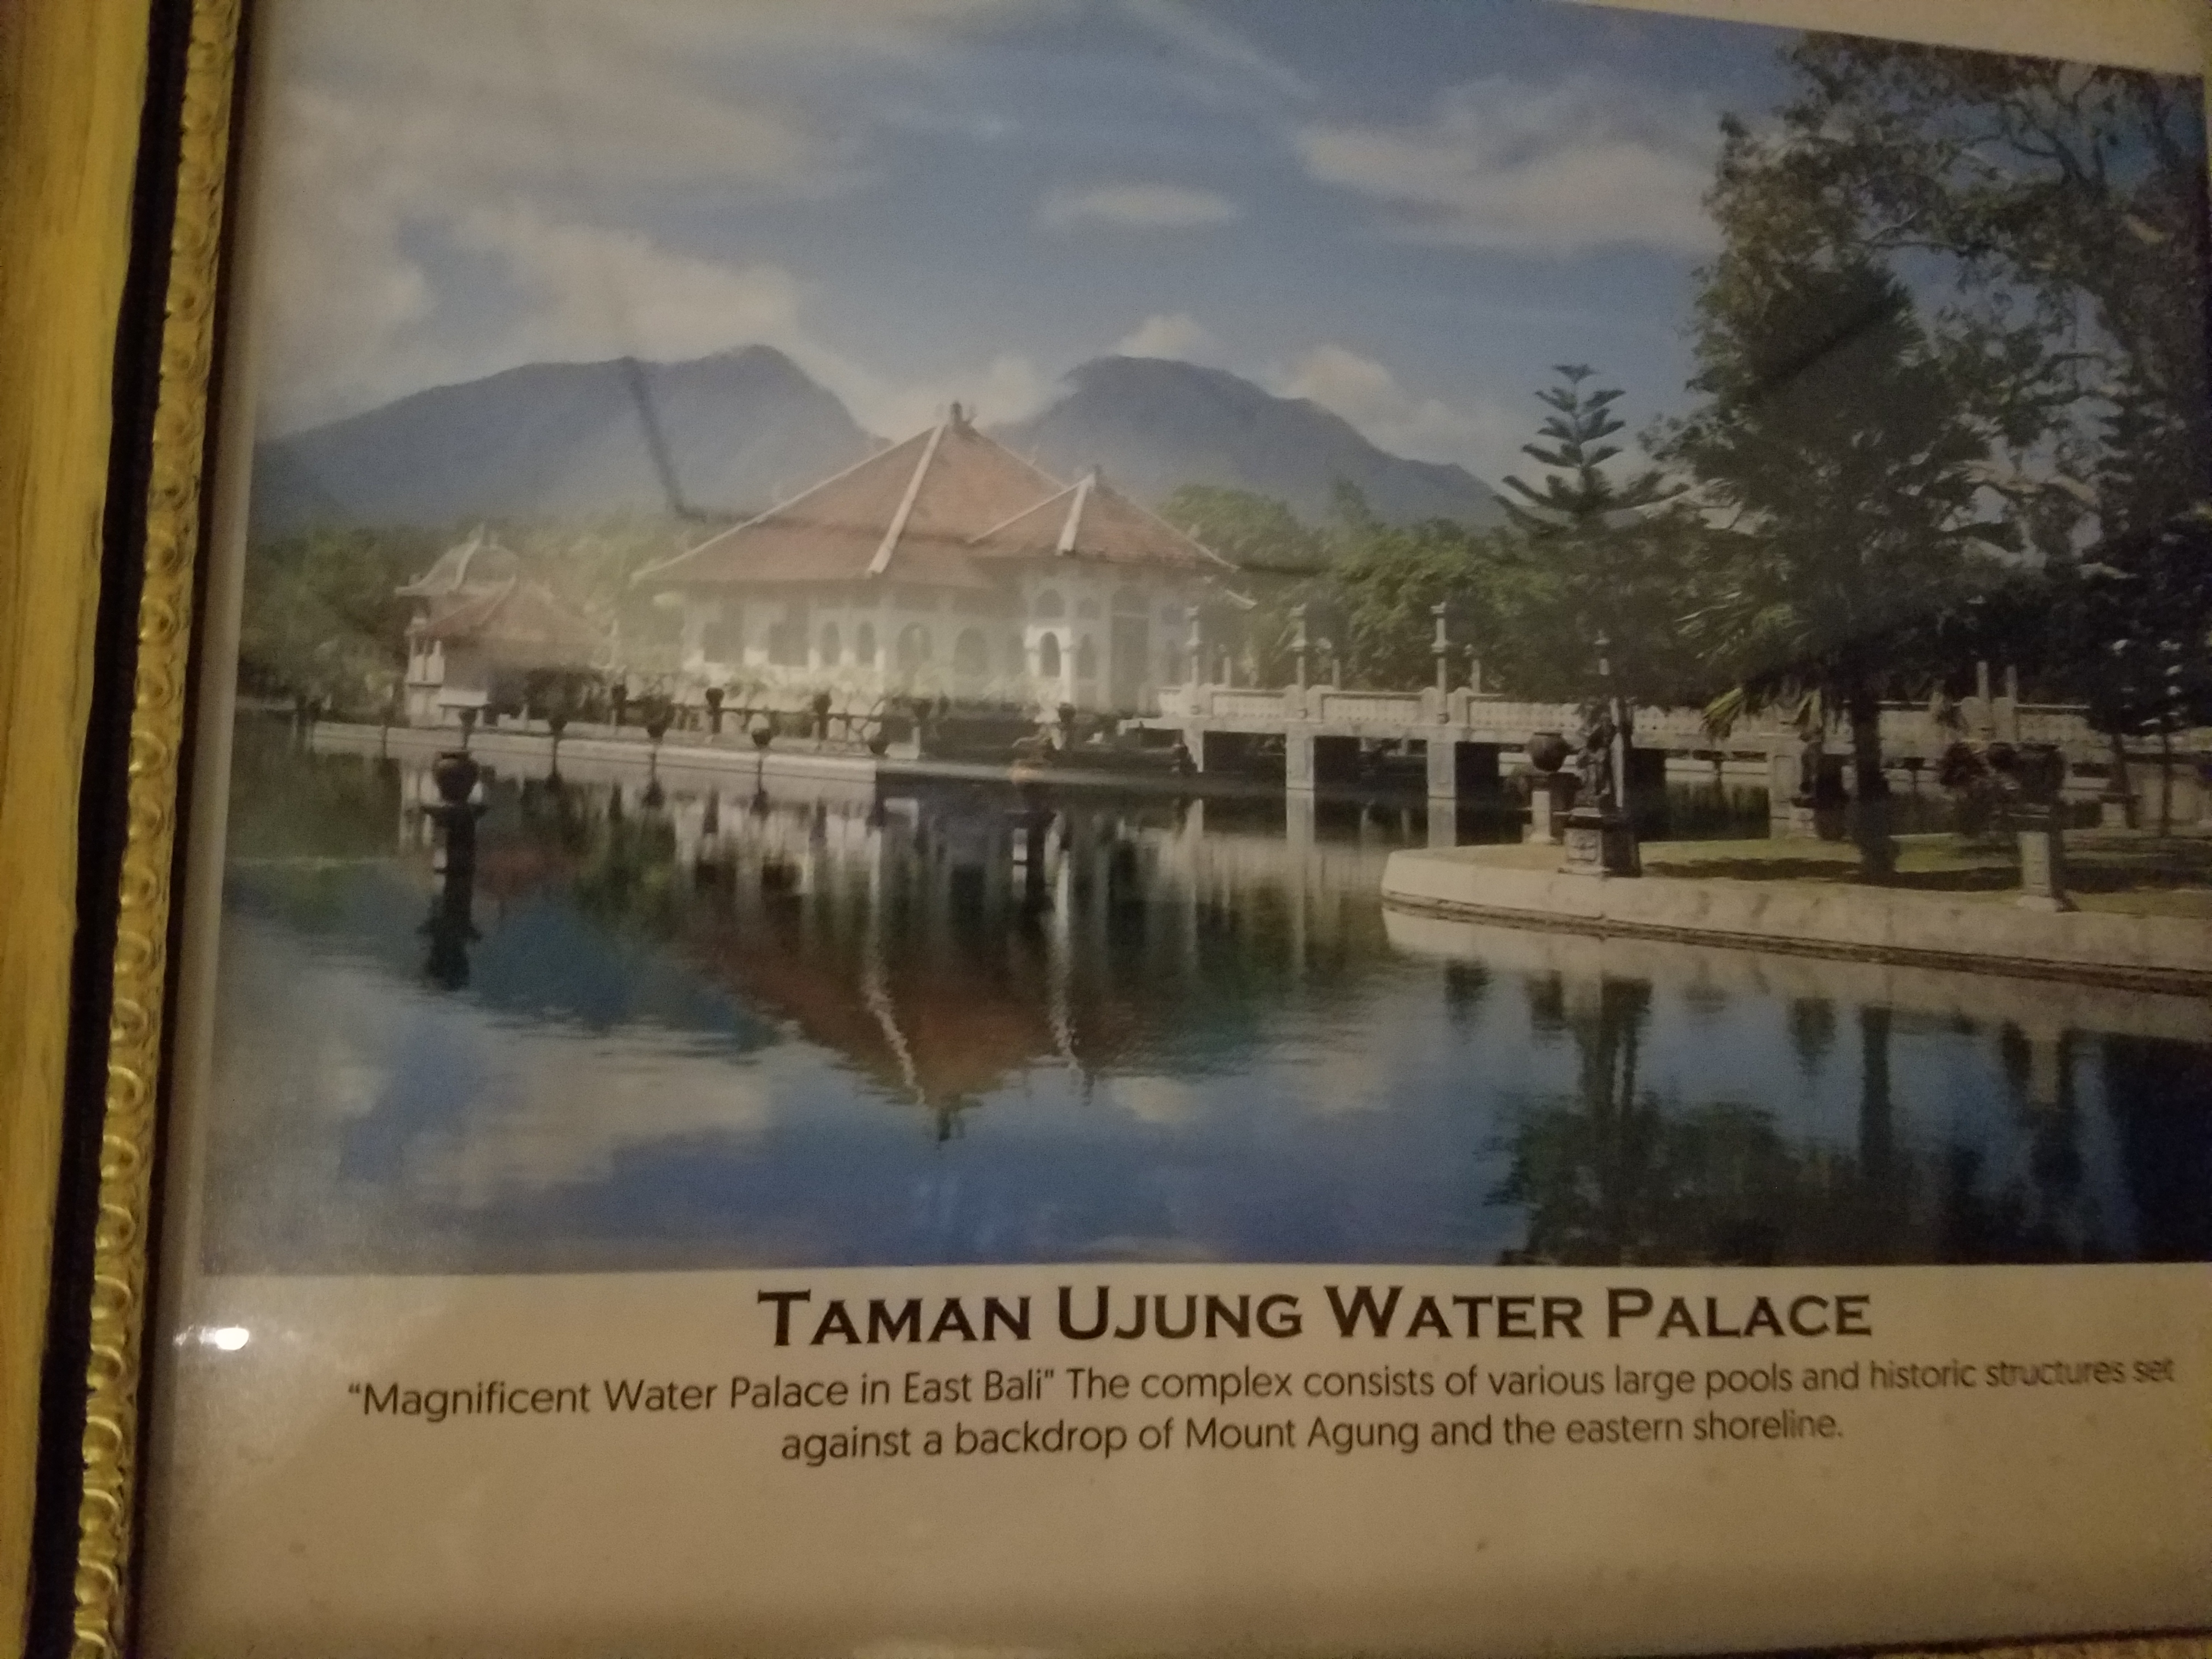 TAMAN UJUNG WATER PALACE
“Magnificent Water Palace in East Bali” The complex consists of various large pools and historic structures set
against a backdrop of Mount Agung and the eastern shoreline.